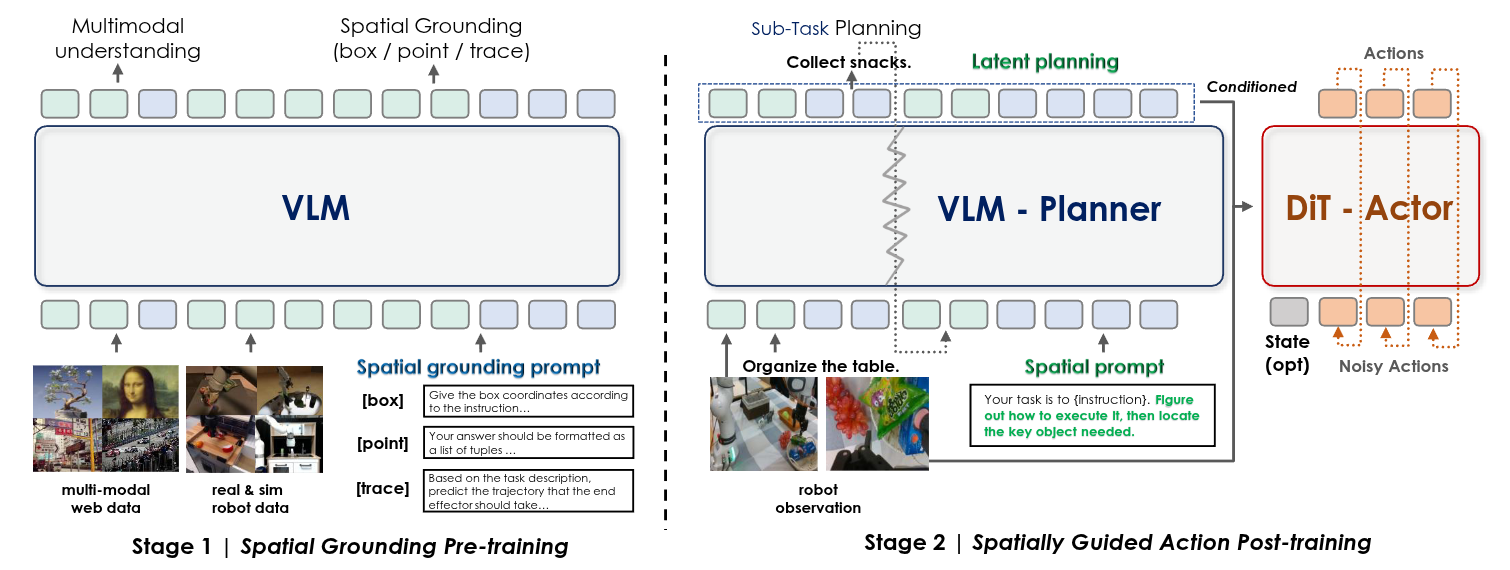 Multimodal
understanding
Spatial Grounding
(box / point / trace)
VLM
Spatial grounding prompt
[box]
Give the box coordinates according
to the instruction…
[point]
Your answer should be formatted as
a list of tuples …
[trace]
Based on the task description,
predict the trajectory that the end
effector should take…
multi-modal
web data
real & sim
robot data
Stage 1 | Spatial Grounding Pre-training
Sub-Task Planning
Collect snacks.
Latent planning
Conditioned
Actions
VLM - Planner
DiT - Actor
Organize the table.
Spatial prompt
State
(opt)
Noisy Actions
Your task is to {instruction}. Figure
out how to execute it, then locate
the key object needed.
robot
observation
Stage 2 | Spatially Guided Action Post-training